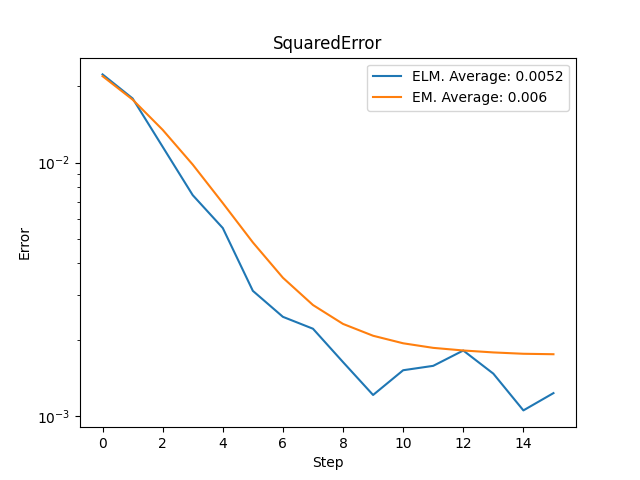 SquaredError
ELM. Average: 0.0052
EM. Average: 0.006
10⁻²
10⁻³
Error
0 2 4 6 8 10 12 14
Step